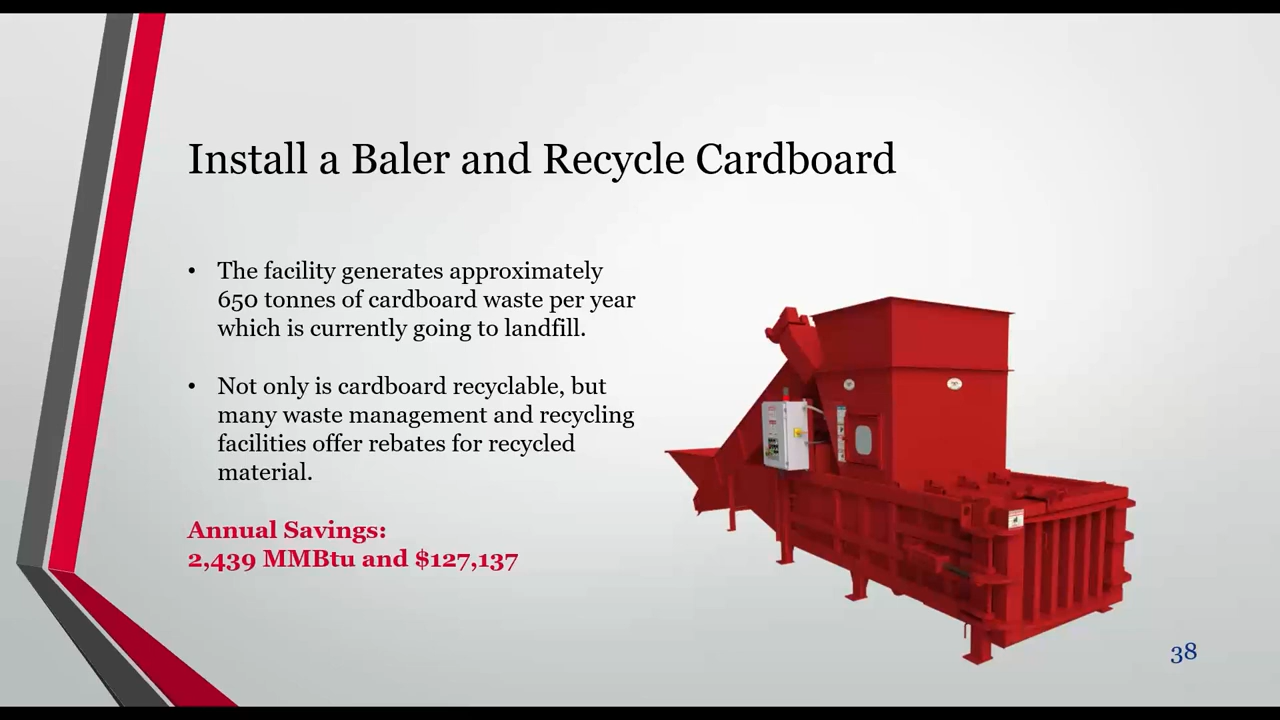 Install a Baler and Recycle Cardboard
• The facility generates approximately
650 tonnes of cardboard waste per year
which is currently going to landfill.
• Not only is cardboard recyclable, but
many waste management and recycling
facilities offer rebates for recycled
material.
Annual Savings:
2,439 MMBtu and $127,137
38